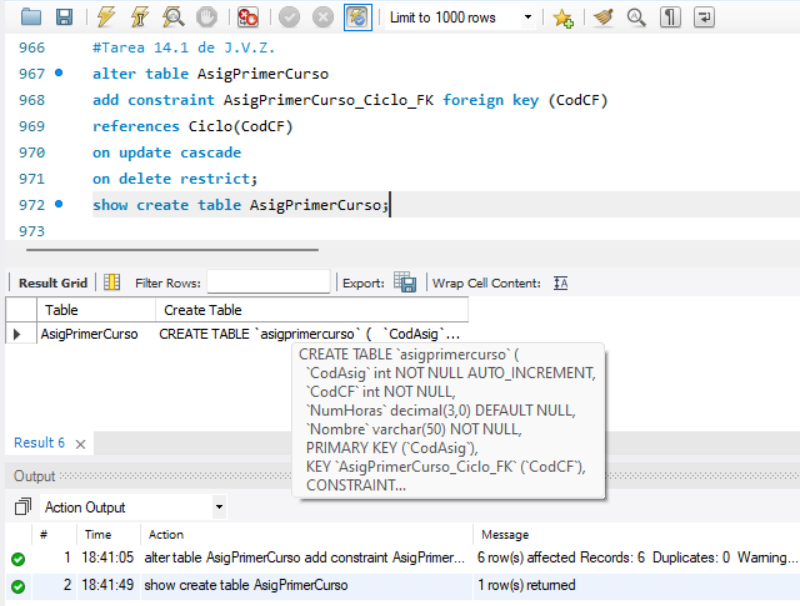 Limit to 1000 rows
966 #Tarea 14.1 de J.V.Z.
967 alter table AsigPrimerCurso
968 add constraint AsigPrimerCurso_Ciclo_FK foreign key (CodCF)
969 references Ciclo(CodCF)
970 on update cascade
971 on delete restrict;
972 show create table AsigPrimerCurso;
973
Result Grid Filter Rows: Export: Wrap Cell Content: IA
Table Create Table
AsigPrimerCurso CREATE TABLE `asigprimercurso` ( `CodAsig`...
CREATE TABLE `asigprimercurso` (
`CodAsig` int NOT NULL AUTO_INCREMENT,
`CodCF` int NOT NULL,
`NumHoras` decimal(3,0) DEFAULT NULL,
`Nombre` varchar(50) NOT NULL,
PRIMARY KEY (`CodAsig`),
KEY `AsigPrimerCurso_Ciclo_FK` (`CodCF`),
CONSTRAINT...
Result 6
Output
Action Output
# Time Action Message
1 18:41:05 alter table AsigPrimerCurso add constraint AsigPrimer... 6 row(s) affected Records: 6 Duplicates: 0 Warning...
2 18:41:49 show create table AsigPrimerCurso 1 row(s) returned